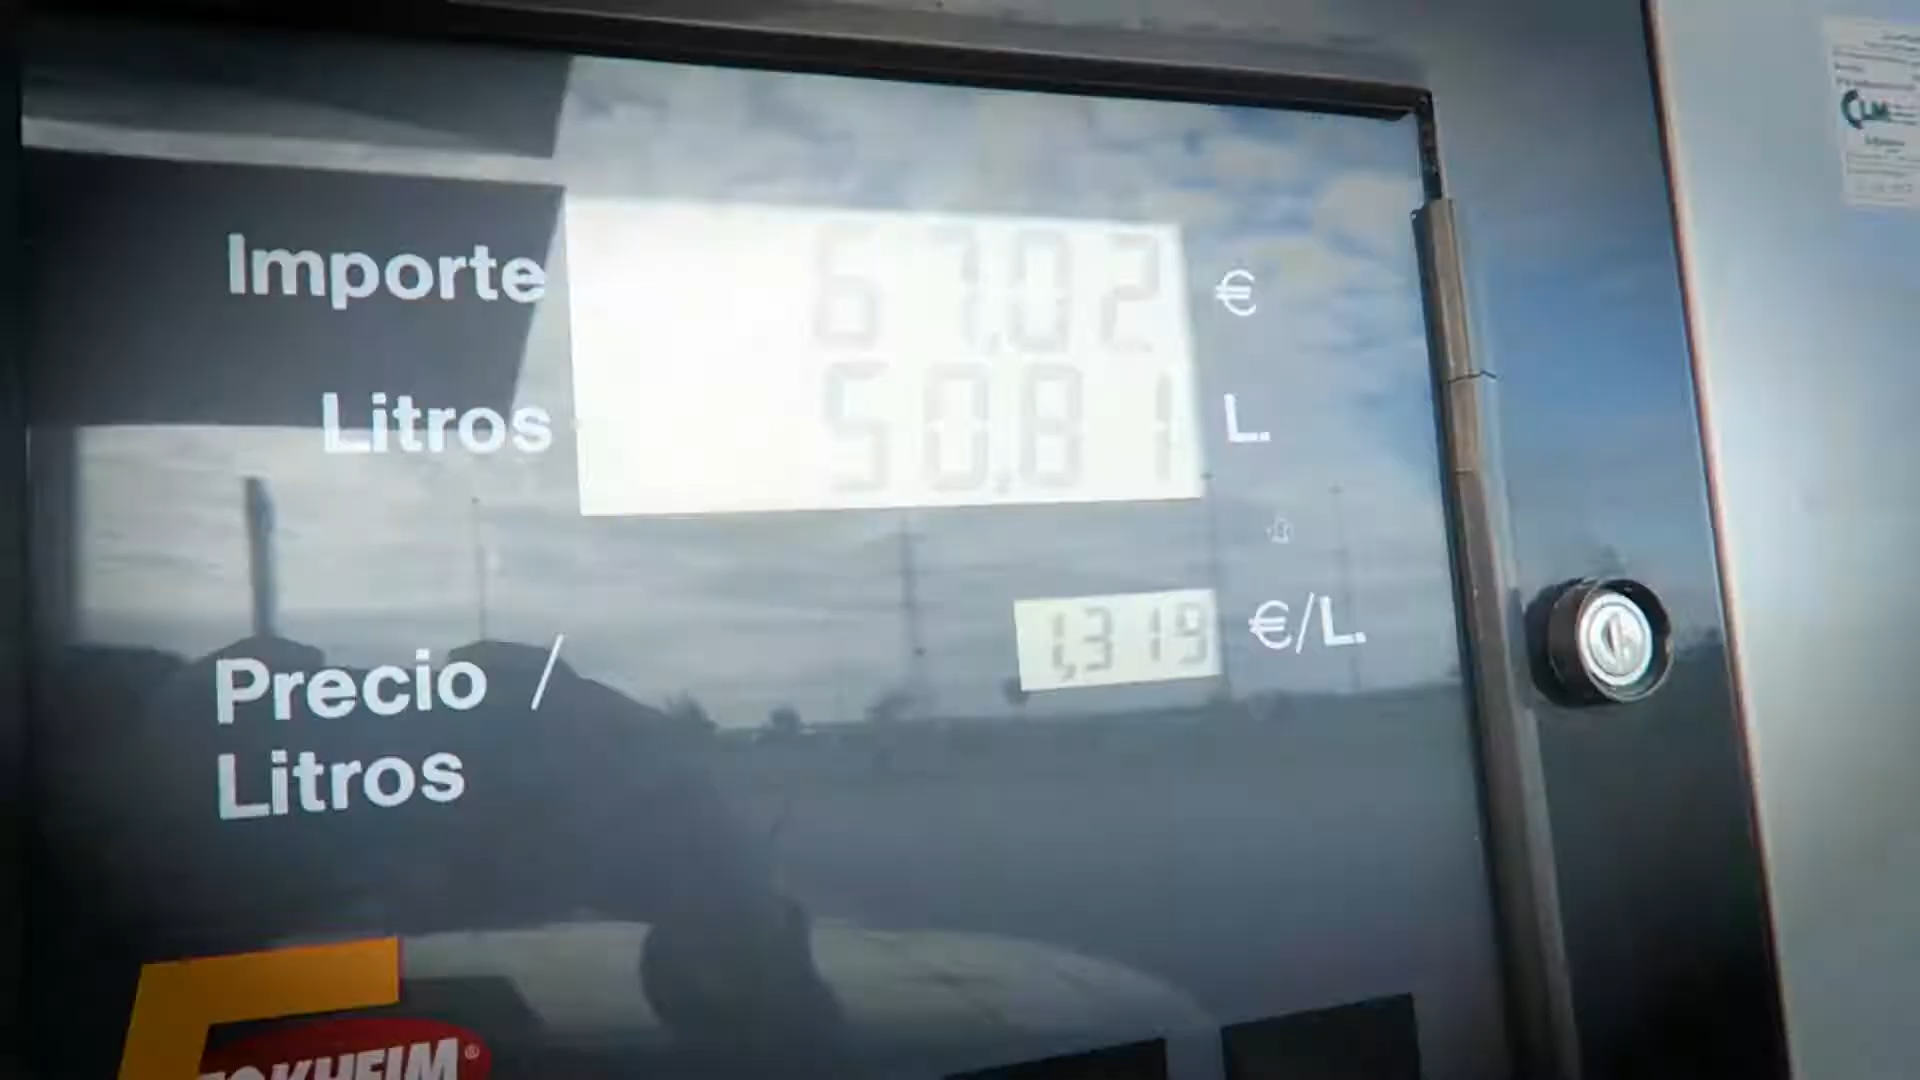 Importe 67,02 €
Litros 50,81 L.
Precio / 1,319 €/L.
Litros